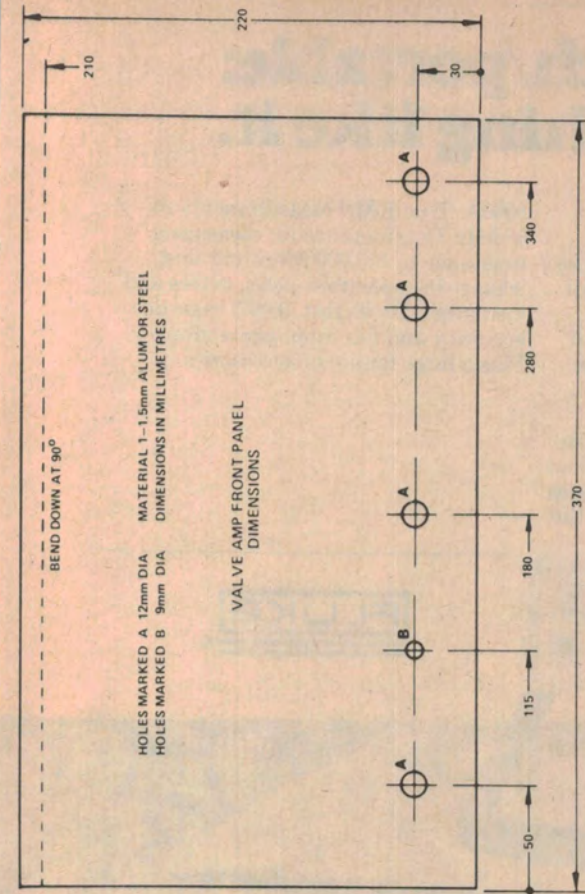 BEND DOWN AT 90°
HOLES MARKED A 12mm DIA MATERIAL 1-1.5mm ALUM OR STEEL
HOLES MARKED B 9mm DIA DIMENSIONS IN MILLIMETRES
VALVE AMP FRONT PANEL
DIMENSIONS
A B A A A
50 115 180 280 340
370
30
210
220